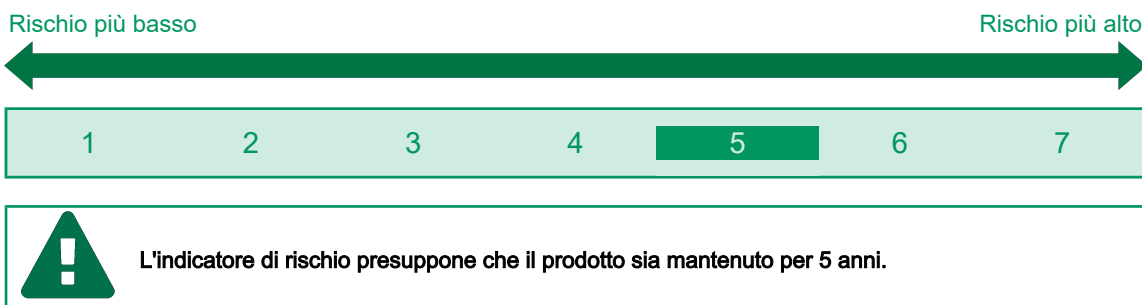 Rischio più basso Rischio più alto
1 2 3 4 5 6 7
L'indicatore di rischio presuppone che il prodotto sia mantenuto per 5 anni.